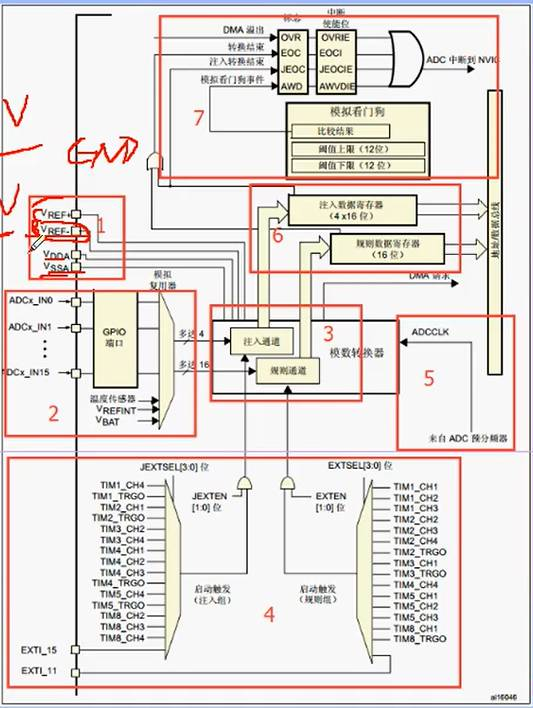 中断
使能位
DMA 溢出
OVR
OVRIE
转换结束
EOC
EOCI
注入转换结束
JEOC
JEOCIE
ADC 中断到 NVIC
模拟看门狗事件
AWD
AWVDIE
模拟看门狗
7
比较结果
阈值上限 (12位)
阈值下限 (12 位)
V
GND
V
VREF+
1
VREF-
VDDA
VSSA
注入数据寄存器
(4 x16 位)
6
规则数据寄存器
(16 位)
地址/数据总线
DMA 请求
模拟
复用器
ADCx_IN0
ADCx_IN1
ADCx_IN15
GPIO
端口
2
温度传感器
VREFINT
VBAT
多达 4
多达 16
3
注入通道
规则通道
模数转换器
ADCCLK
5
来自 ADC 预分频器
JEXTSEL[3:0] 位
EXTSEL[3:0] 位
JEXTEN
[1:0] 位
EXTEN
[1:0] 位
TIM1_CH4
TIM1_TRGO
TIM2_CH1
TIM2_TRGO
TIM3_CH2
TIM3_CH4
TIM4_CH1
TIM4_CH2
TIM4_CH3
TIM4_TRGO
TIM5_CH4
TIM5_TRGO
TIM8_CH2
TIM8_CH3
TIM8_CH4
启动触发
(注入组)
启动触发
(规则组)
4
TIM1_CH1
TIM1_CH2
TIM1_CH3
TIM2_CH2
TIM2_CH3
TIM2_CH4
TIM2_TRGO
TIM3_CH1
TIM3_TRGO
TIM4_CH4
TIM5_CH1
TIM5_CH2
TIM5_CH3
TIM8_CH1
TIM8_TRGO
EXTI_15
EXTI_11
ai16046